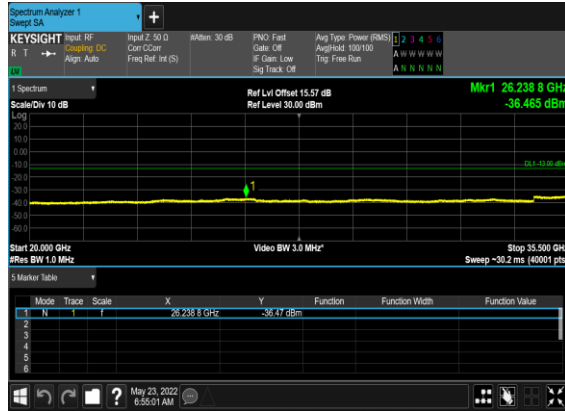 Spectrum Analyzer 1
Swept SA
+
KEYSIGHT
R T
Input: RF
Coupling: DC
Align: Auto
Input Z: 50 Ω
Corr CCorr
Freq Ref: Int (S)
#Atten: 30 dB
PNO: Fast
Gate: Off
IF Gain: Low
Sig Track: Off
Avg Type: Power (RMS)
Avg|Hold: 100/100
Trig: Free Run
1 2 3 4 5 6
A W W W W W
A N N N N N
1 Spectrum
Scale/Div 10 dB
Ref Lvl Offset 15.57 dB
Ref Level 30.00 dBm
Mkr1 26.238 8 GHz
-36.465 dBm
Log
20.0
10.0
0.00
-10.0
-20.0
-30.0
-40.0
-50.0
-60.0
DL1 -13.00 dBm
1
Start 20.000 GHz
#Res BW 1.0 MHz
Video BW 3.0 MHz*
Stop 35.500 GHz
Sweep ~30.2 ms (40001 pts)
5 Marker Table
Mode Trace Scale X Y Function Function Width Function Value
1 N 1 f 26.238 8 GHz -36.47 dBm
2
3
4
5
6
?
May 23, 2022
6:55:01 AM